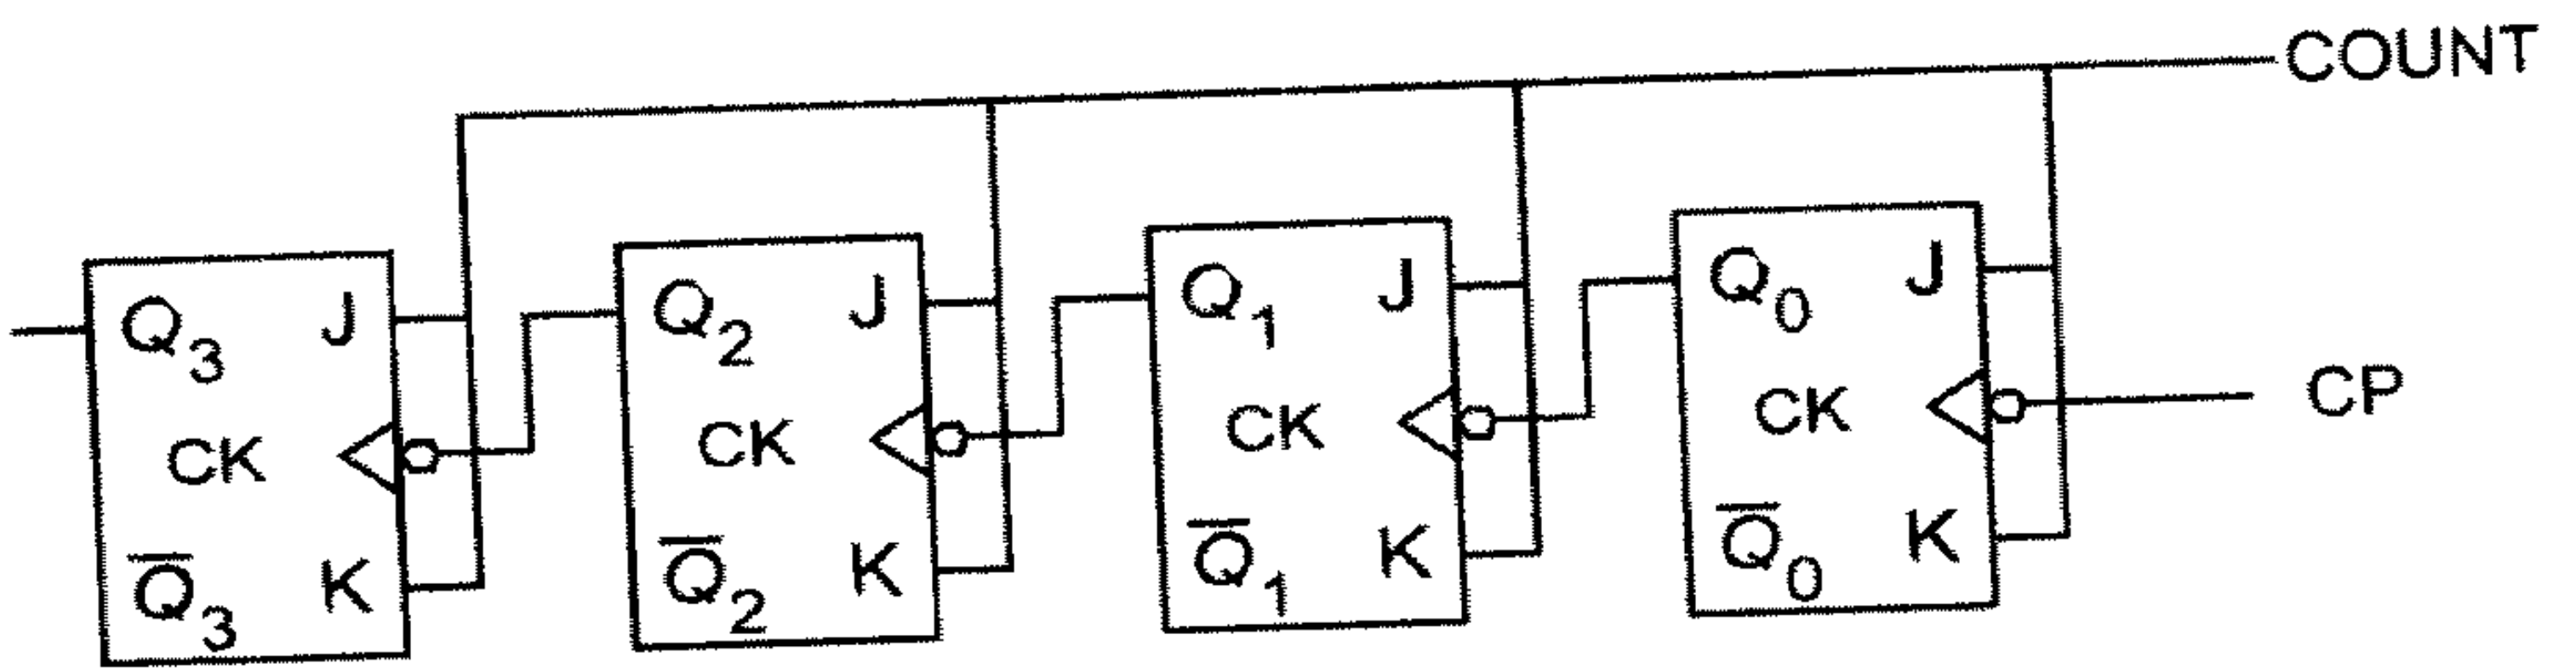 COUNT
Q3 J
Q2 J
Q1 J
Q0 J
CK
CK
CK
CK
CP
Q̅3 K
Q̅2 K
Q̅1 K
Q̅0 K